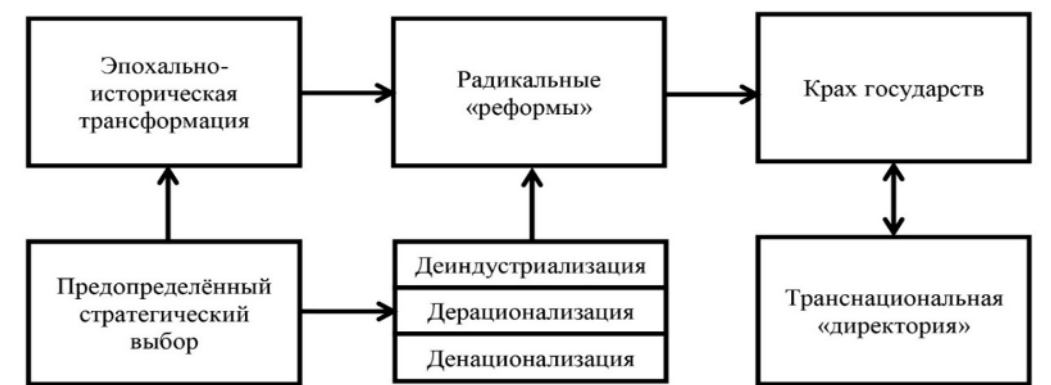 Эпохально-
историческая
трансформация
Радикальные
«реформы»
Крах государств
Предопределённый
стратегический
выбор
Деиндустриализация
Дерационализация
Денационализация
Транснациональная
«директория»